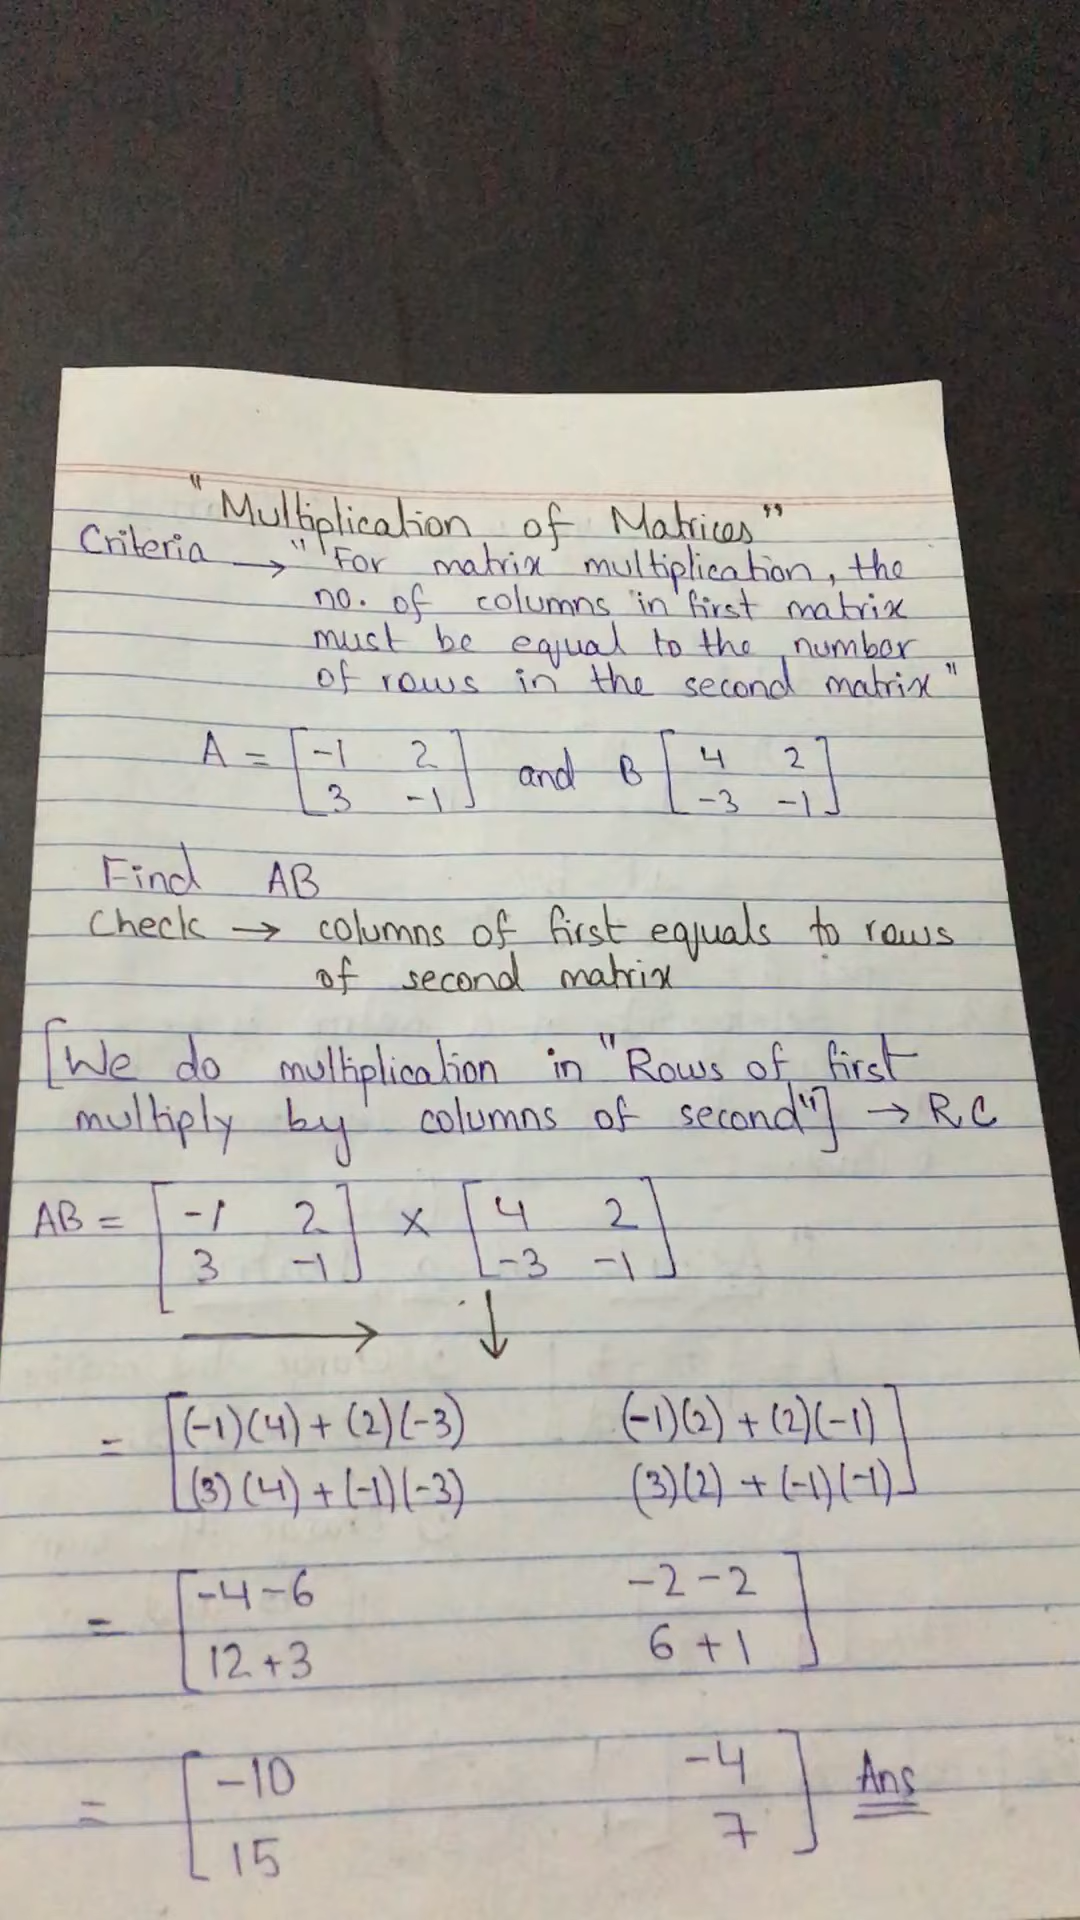 "Multiplication of Matrices"
Criteria → "For matrix multiplication, the
no. of columns in first matrix
must be equal to the number
of rows in the second matrix"
A = [-1 2] and B [4 2]
[3 -1] [-3 -1]
Find AB
Check → columns of first equals to rows
of second matrix
[We do multiplication in "Rows of first
multiply by columns of second"] → RC
AB = [-1 2] × [4 2]
[3 -1] [-3 -1]
→ ↓
= [(-1)(4) + (2)(-3) (-1)(2) + (2)(-1)]
[(3)(4) + (-1)(-3) (3)(2) + (-1)(-1)]
= [-4-6 -2-2]
[12+3 6+1]
= [-10 -4] Ans
[15 7]